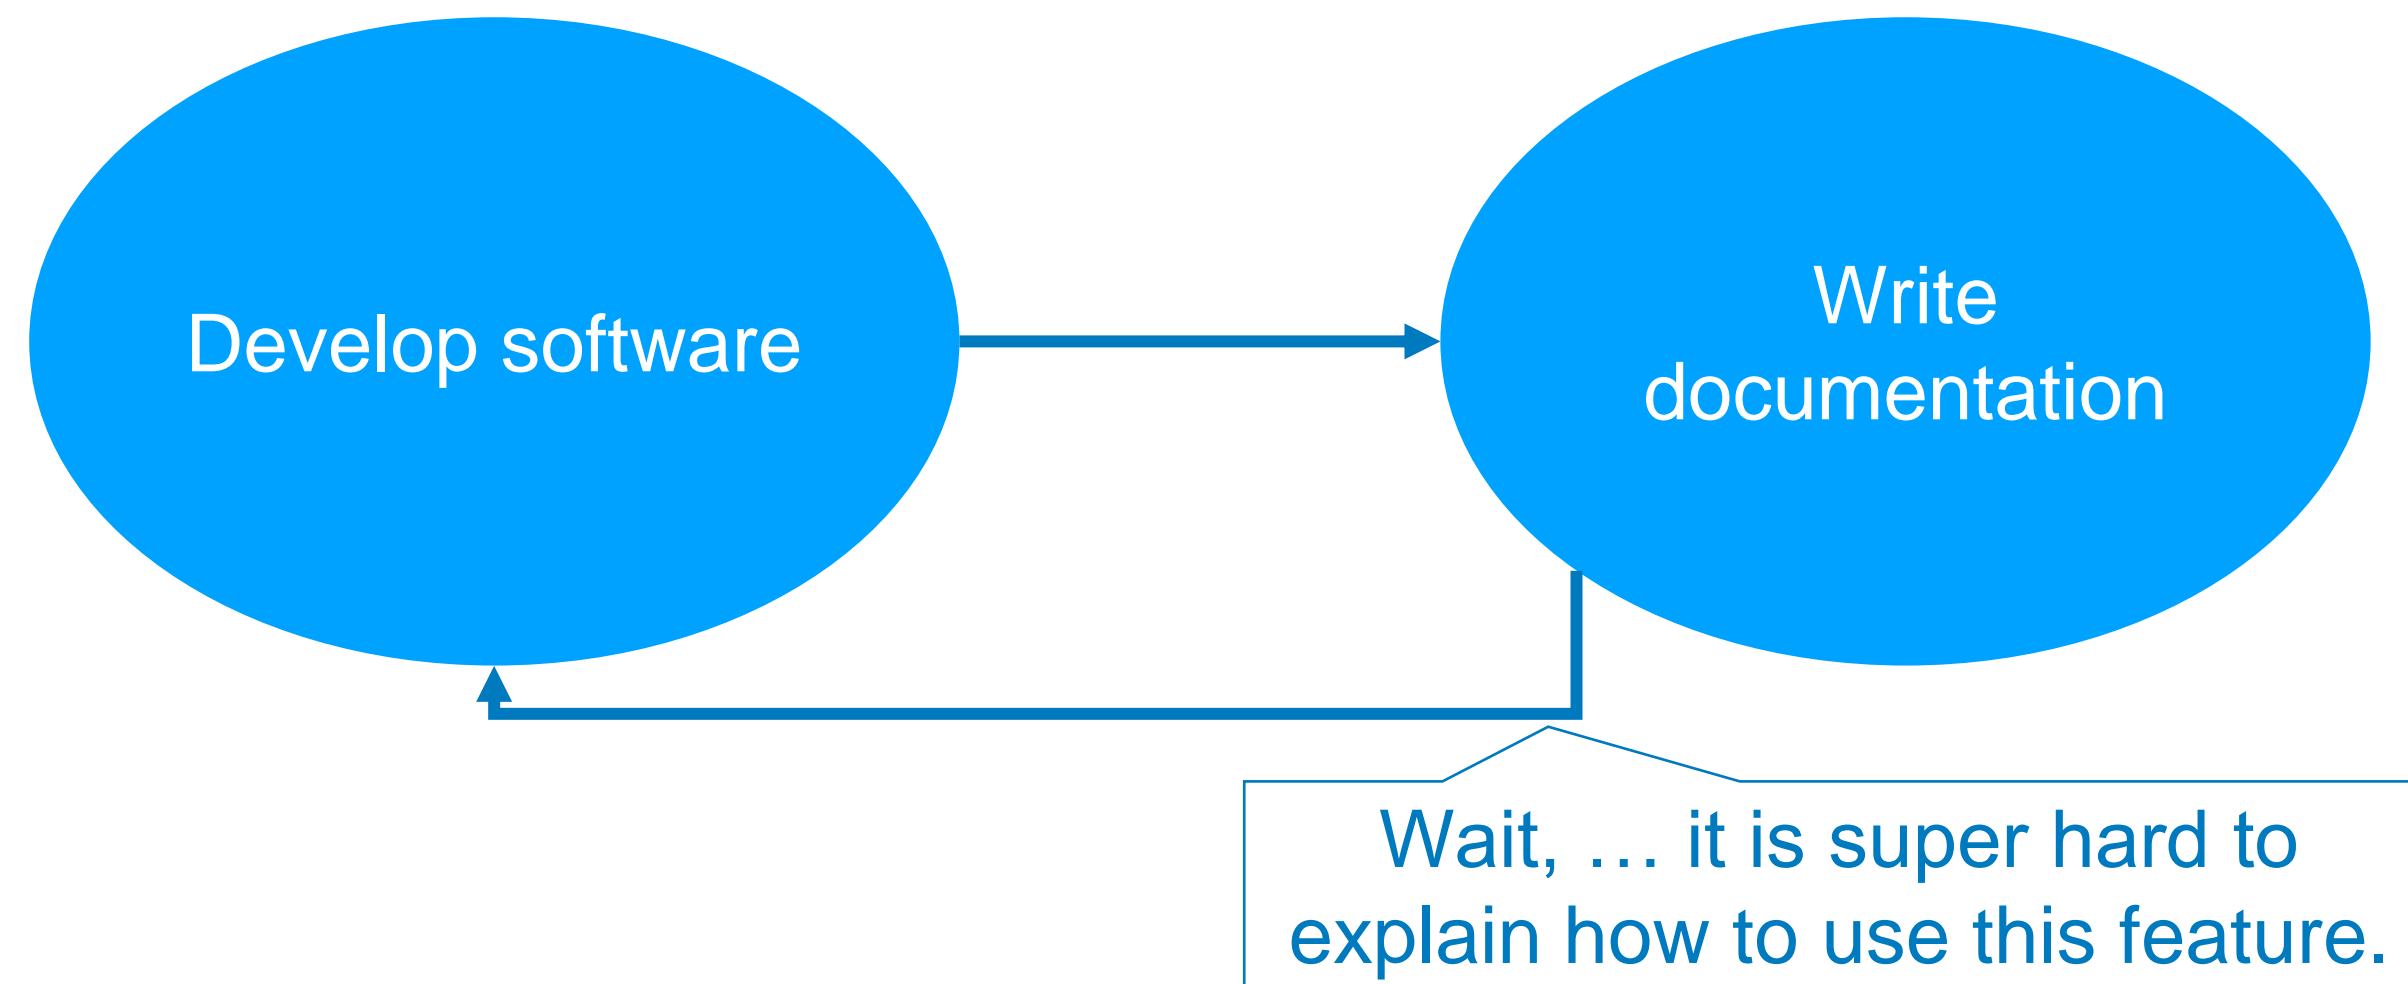 Develop software
Write
documentation
Wait, … it is super hard to
explain how to use this feature.